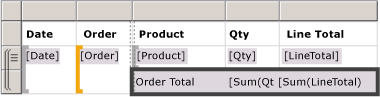 Date Order Product Qty Line Total
[Date] [Order] [Product] [Qty] [LineTotal]
Order Total [Sum(Qt [Sum(LineTotal)